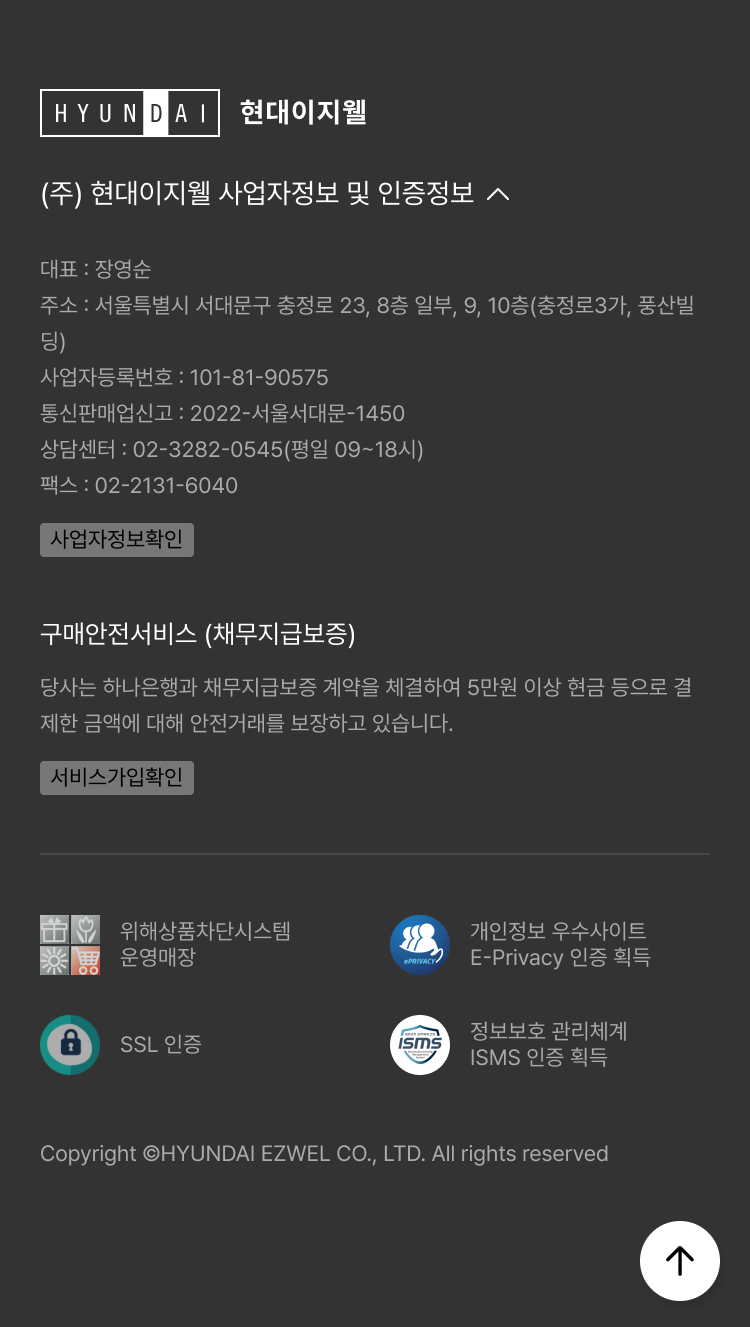 HYUNDAI 현대이지웰
(주) 현대이지웰 사업자정보 및 인증정보
대표 : 장영순
주소 : 서울특별시 서대문구 충정로 23, 8층 일부, 9, 10층(충정로3가, 풍산빌
딩)
사업자등록번호 : 101-81-90575
통신판매업신고 : 2022-서울서대문-1450
상담센터 : 02-3282-0545(평일 09~18시)
팩스 : 02-2131-6040
사업자정보확인
구매안전서비스 (채무지급보증)
당사는 하나은행과 채무지급보증 계약을 체결하여 5만원 이상 현금 등으로 결
제한 금액에 대해 안전거래를 보장하고 있습니다.
서비스가입확인
위해상품차단시스템
운영매장
ePRIVACY
개인정보 우수사이트
E-Privacy 인증 획득
SSL 인증
ISMS
정보보호 관리체계
ISMS 인증 획득
Copyright ©HYUNDAI EZWEL CO., LTD. All rights reserved